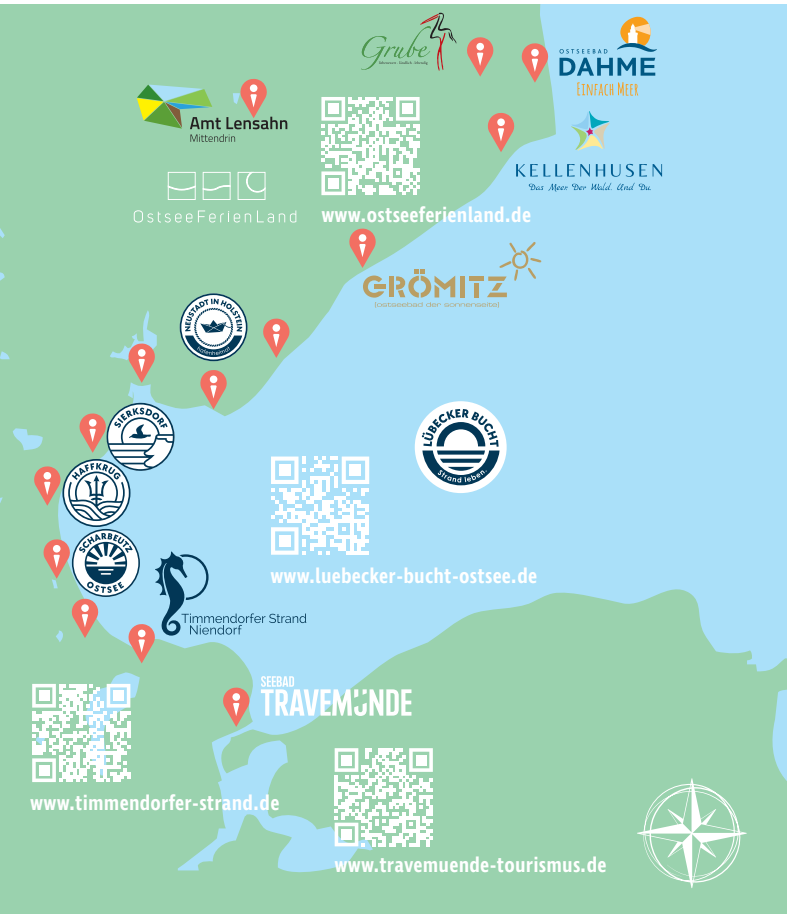 Grube
OSTSEEBAD
DAHME
EINFACH MEER
Amt Lensahn
Mittendrin
KELLENHUSEN
Das Meer. Der Wald. Und Du.
OstseeFerienLand
www.ostseeferienland.de
GRÖMITZ
(ostseebad der sonnenseite)
NEUSTADT IN HOLSTEIN
hafenheimat
SIERKSDORF
LÜBECKER BUCHT
Strand leben.
HAFFKRUG
SCHARBEUTZ
OSTSEE
www.luebecker-bucht-ostsee.de
Timmendorfer Strand
Niendorf
SEEBAD
TRAVEMÜNDE
www.timmendorfer-strand.de
www.travemuende-tourismus.de